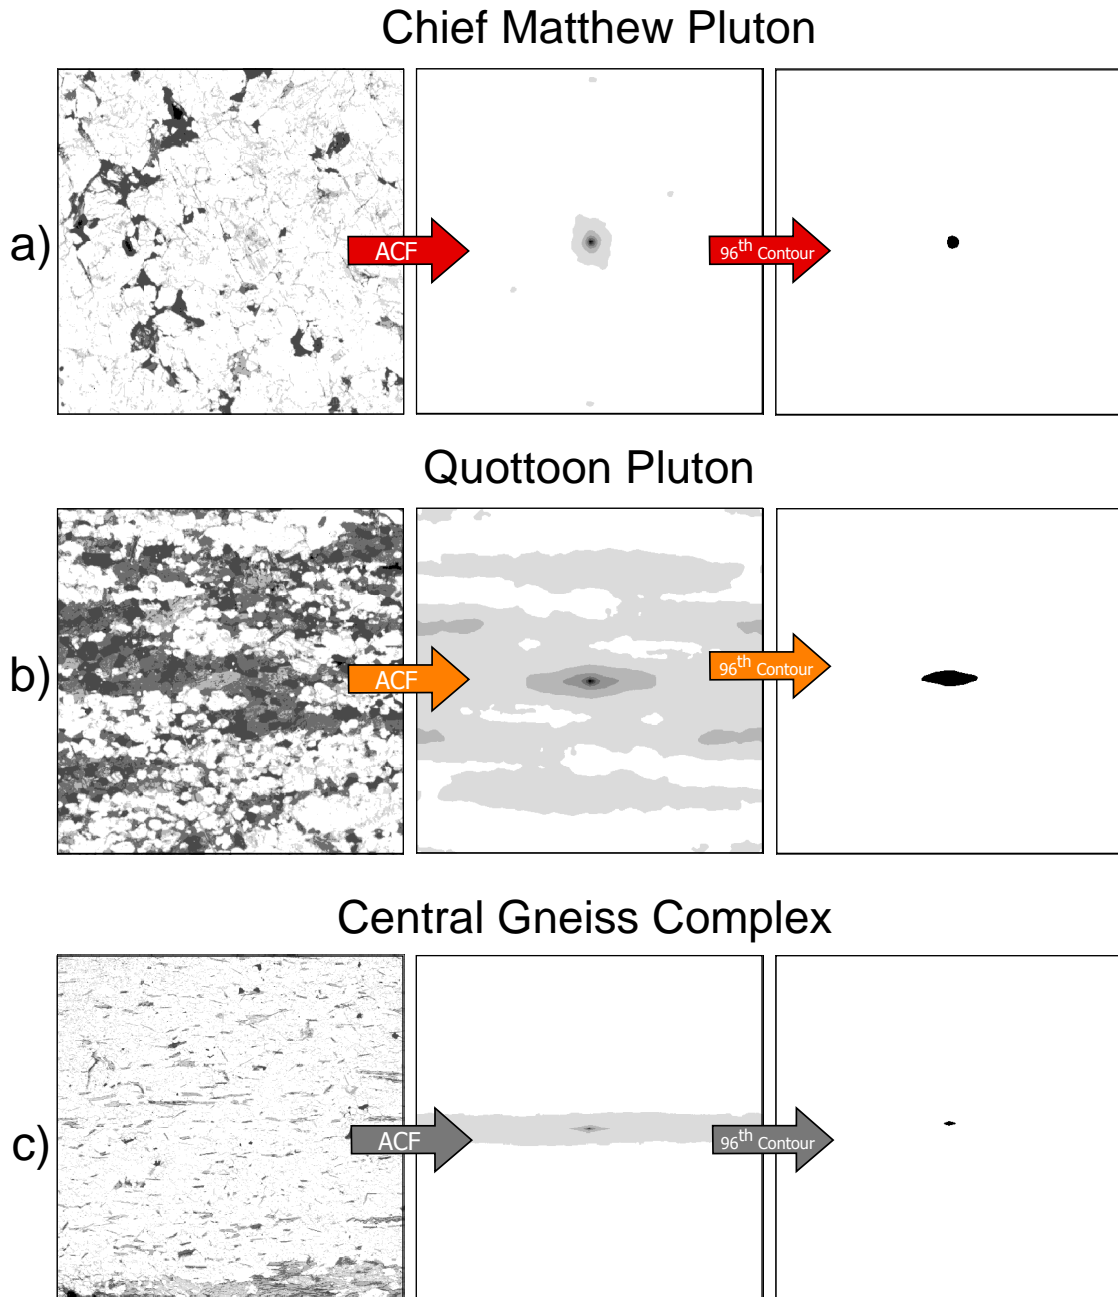 Chief Matthew Pluton
a)
ACF
96th Contour
Quottoon Pluton
b)
ACF
96th Contour
Central Gneiss Complex
c)
ACF
96th Contour